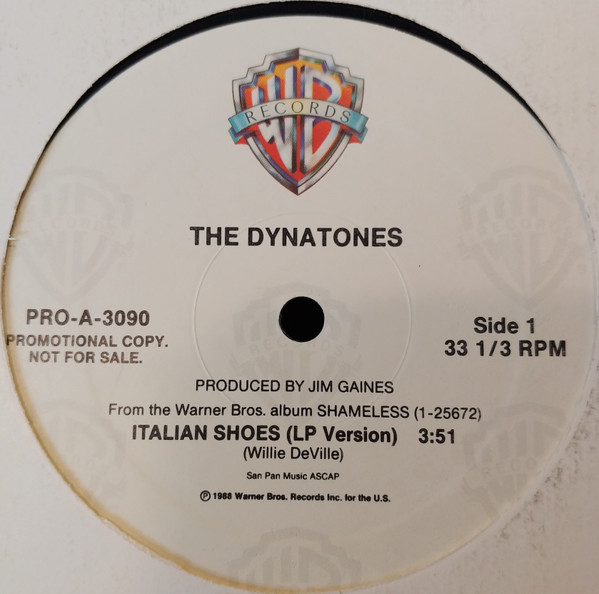 WB
RECORDS
THE DYNATONES
PRO-A-3090
PROMOTIONAL COPY.
NOT FOR SALE.
Side 1
33 1/3 RPM
PRODUCED BY JIM GAINES
From the Warner Bros. album SHAMELESS (1-25672)
ITALIAN SHOES (LP Version) 3:51
(Willie DeVille)
San Pan Music ASCAP
℗ 1988 Warner Bros. Records Inc. for the U.S.